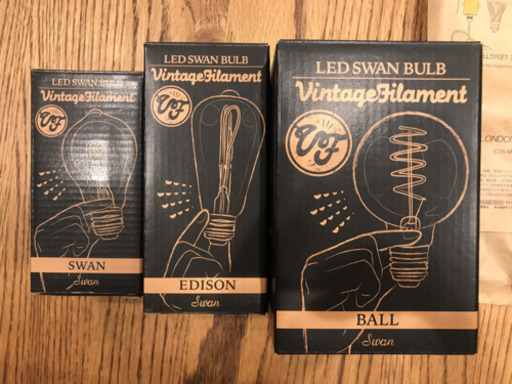 LED SWAN BULB
VintageFilament
VF
SWAN
Swan
LED SWAN BULB
VintageFilament
VF
EDISON
Swan
LED SWAN BULB
VintageFilament
VF
BALL
Swan
LONDON